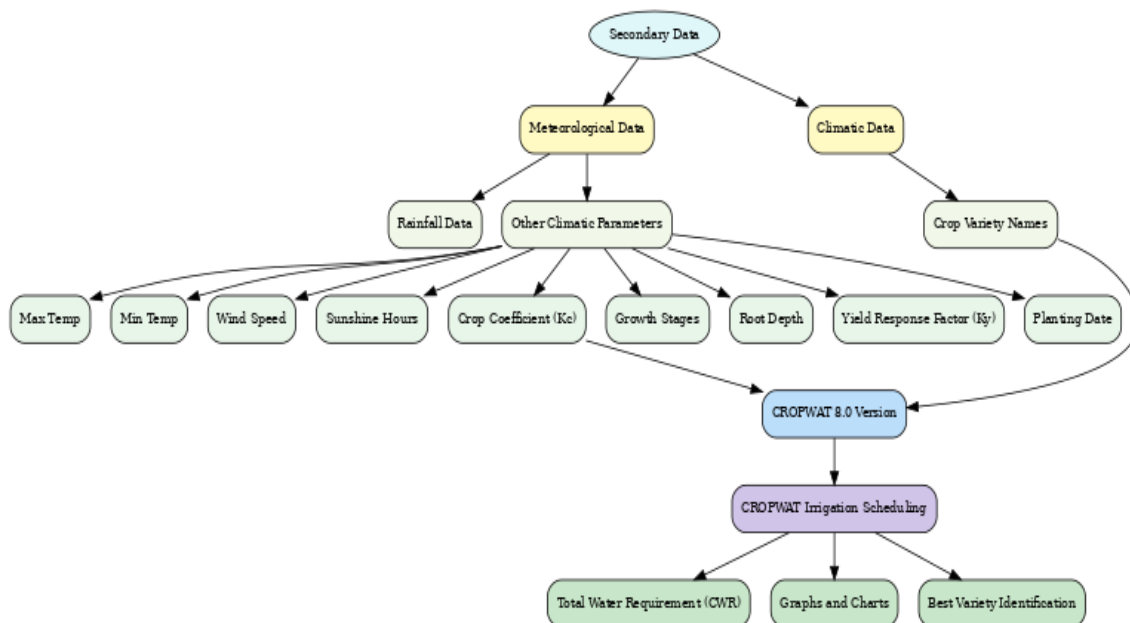 Secondary Data
Meteorological Data
Climatic Data
Rainfall Data
Other Climatic Parameters
Crop Variety Names
Max Temp
Min Temp
Wind Speed
Sunshine Hours
Crop Coefficient (Kc)
Growth Stages
Root Depth
Yield Response Factor (Ky)
Planting Date
CROPWAT 8.0 Version
CROPWAT Irrigation Scheduling
Total Water Requirement (CWR)
Graphs and Charts
Best Variety Identification